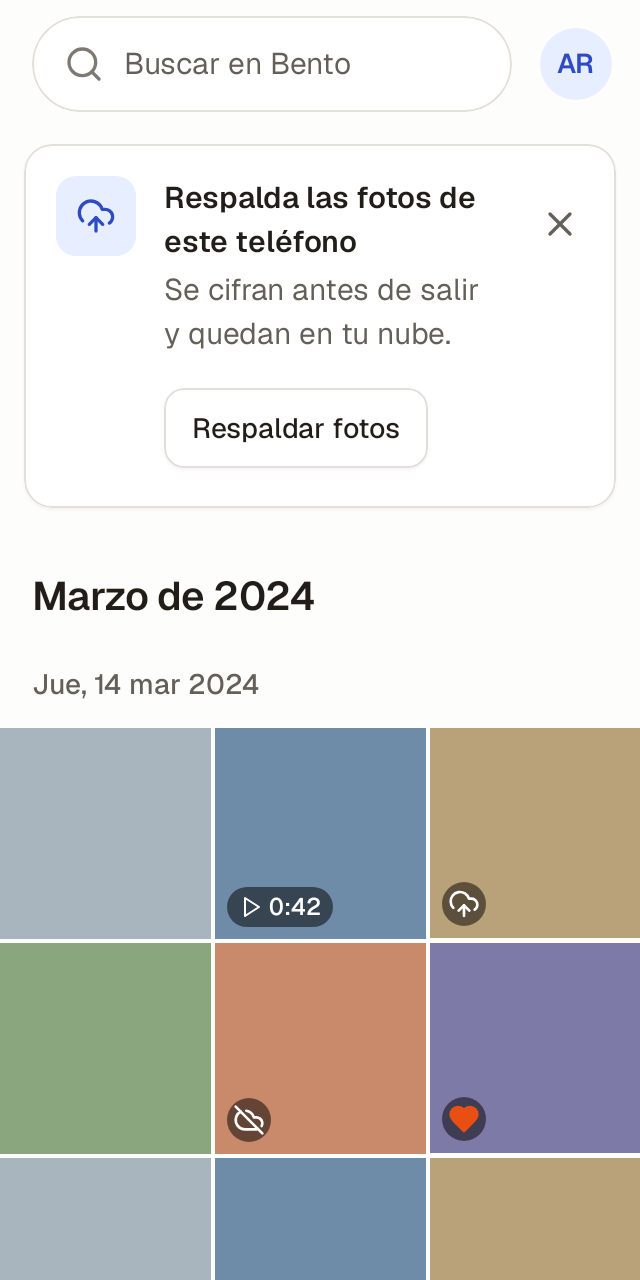 Buscar en Bento
AR
Respalda las fotos de
este teléfono
Se cifran antes de salir
y quedan en tu nube.
Respaldar fotos
Marzo de 2024
Jue, 14 mar 2024
0:42